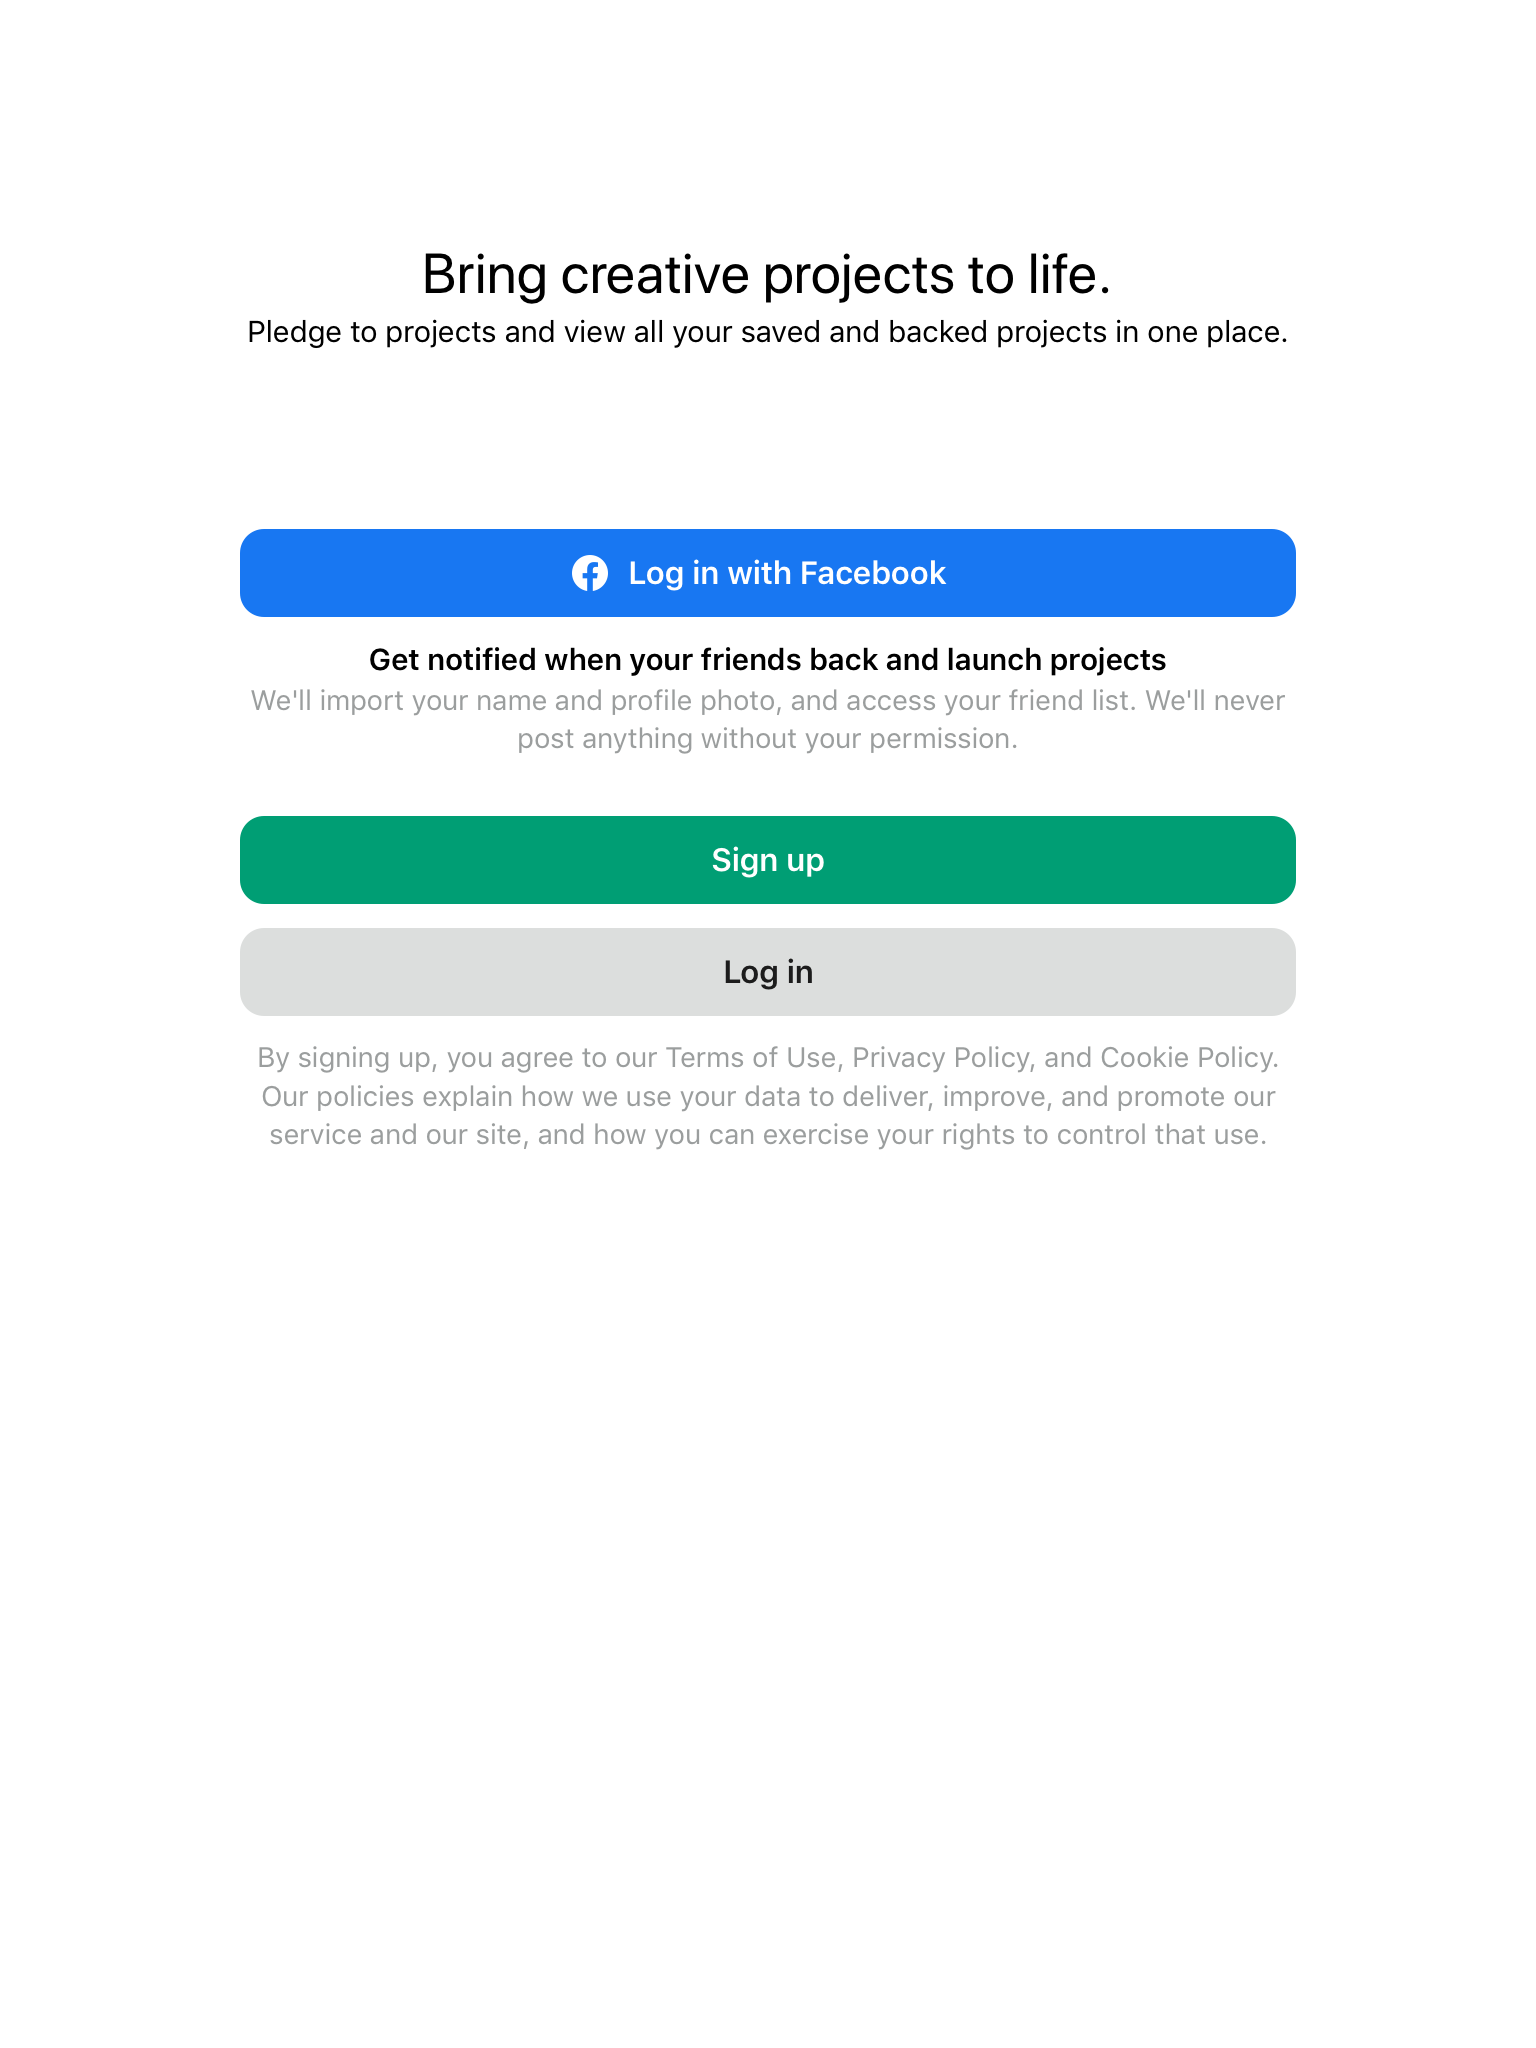 Bring creative projects to life.
Pledge to projects and view all your saved and backed projects in one place.
Log in with Facebook
Get notified when your friends back and launch projects
We'll import your name and profile photo, and access your friend list. We'll never
post anything without your permission.
Sign up
Log in
By signing up, you agree to our Terms of Use, Privacy Policy, and Cookie Policy.
Our policies explain how we use your data to deliver, improve, and promote our
service and our site, and how you can exercise your rights to control that use.